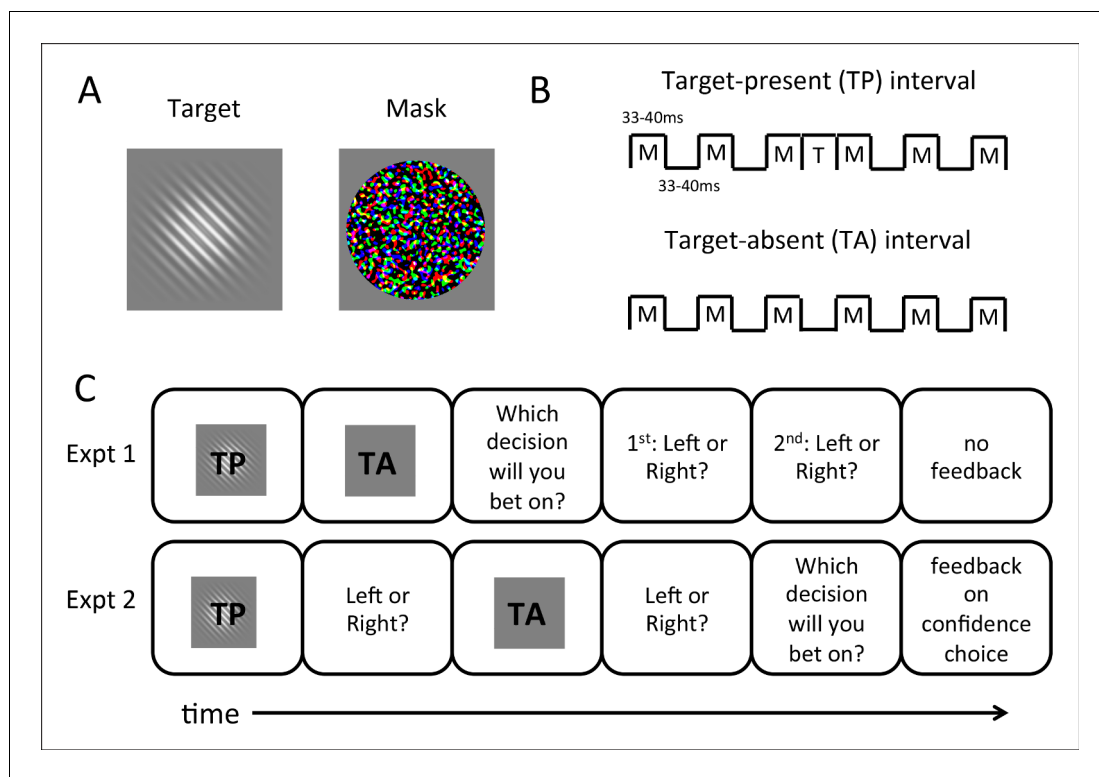 A
Target
Mask
B
Target-present (TP) interval
33-40ms
M M M T M M M
33-40ms
Target-absent (TA) interval
M M M M M M
C
Expt 1
TP
TA
Which
decision
will you
bet on?
1st: Left or
Right?
2nd: Left or
Right?
no
feedback
Expt 2
TP
Left or
Right?
TA
Left or
Right?
Which
decision
will you
bet on?
feedback
on
confidence
choice
time